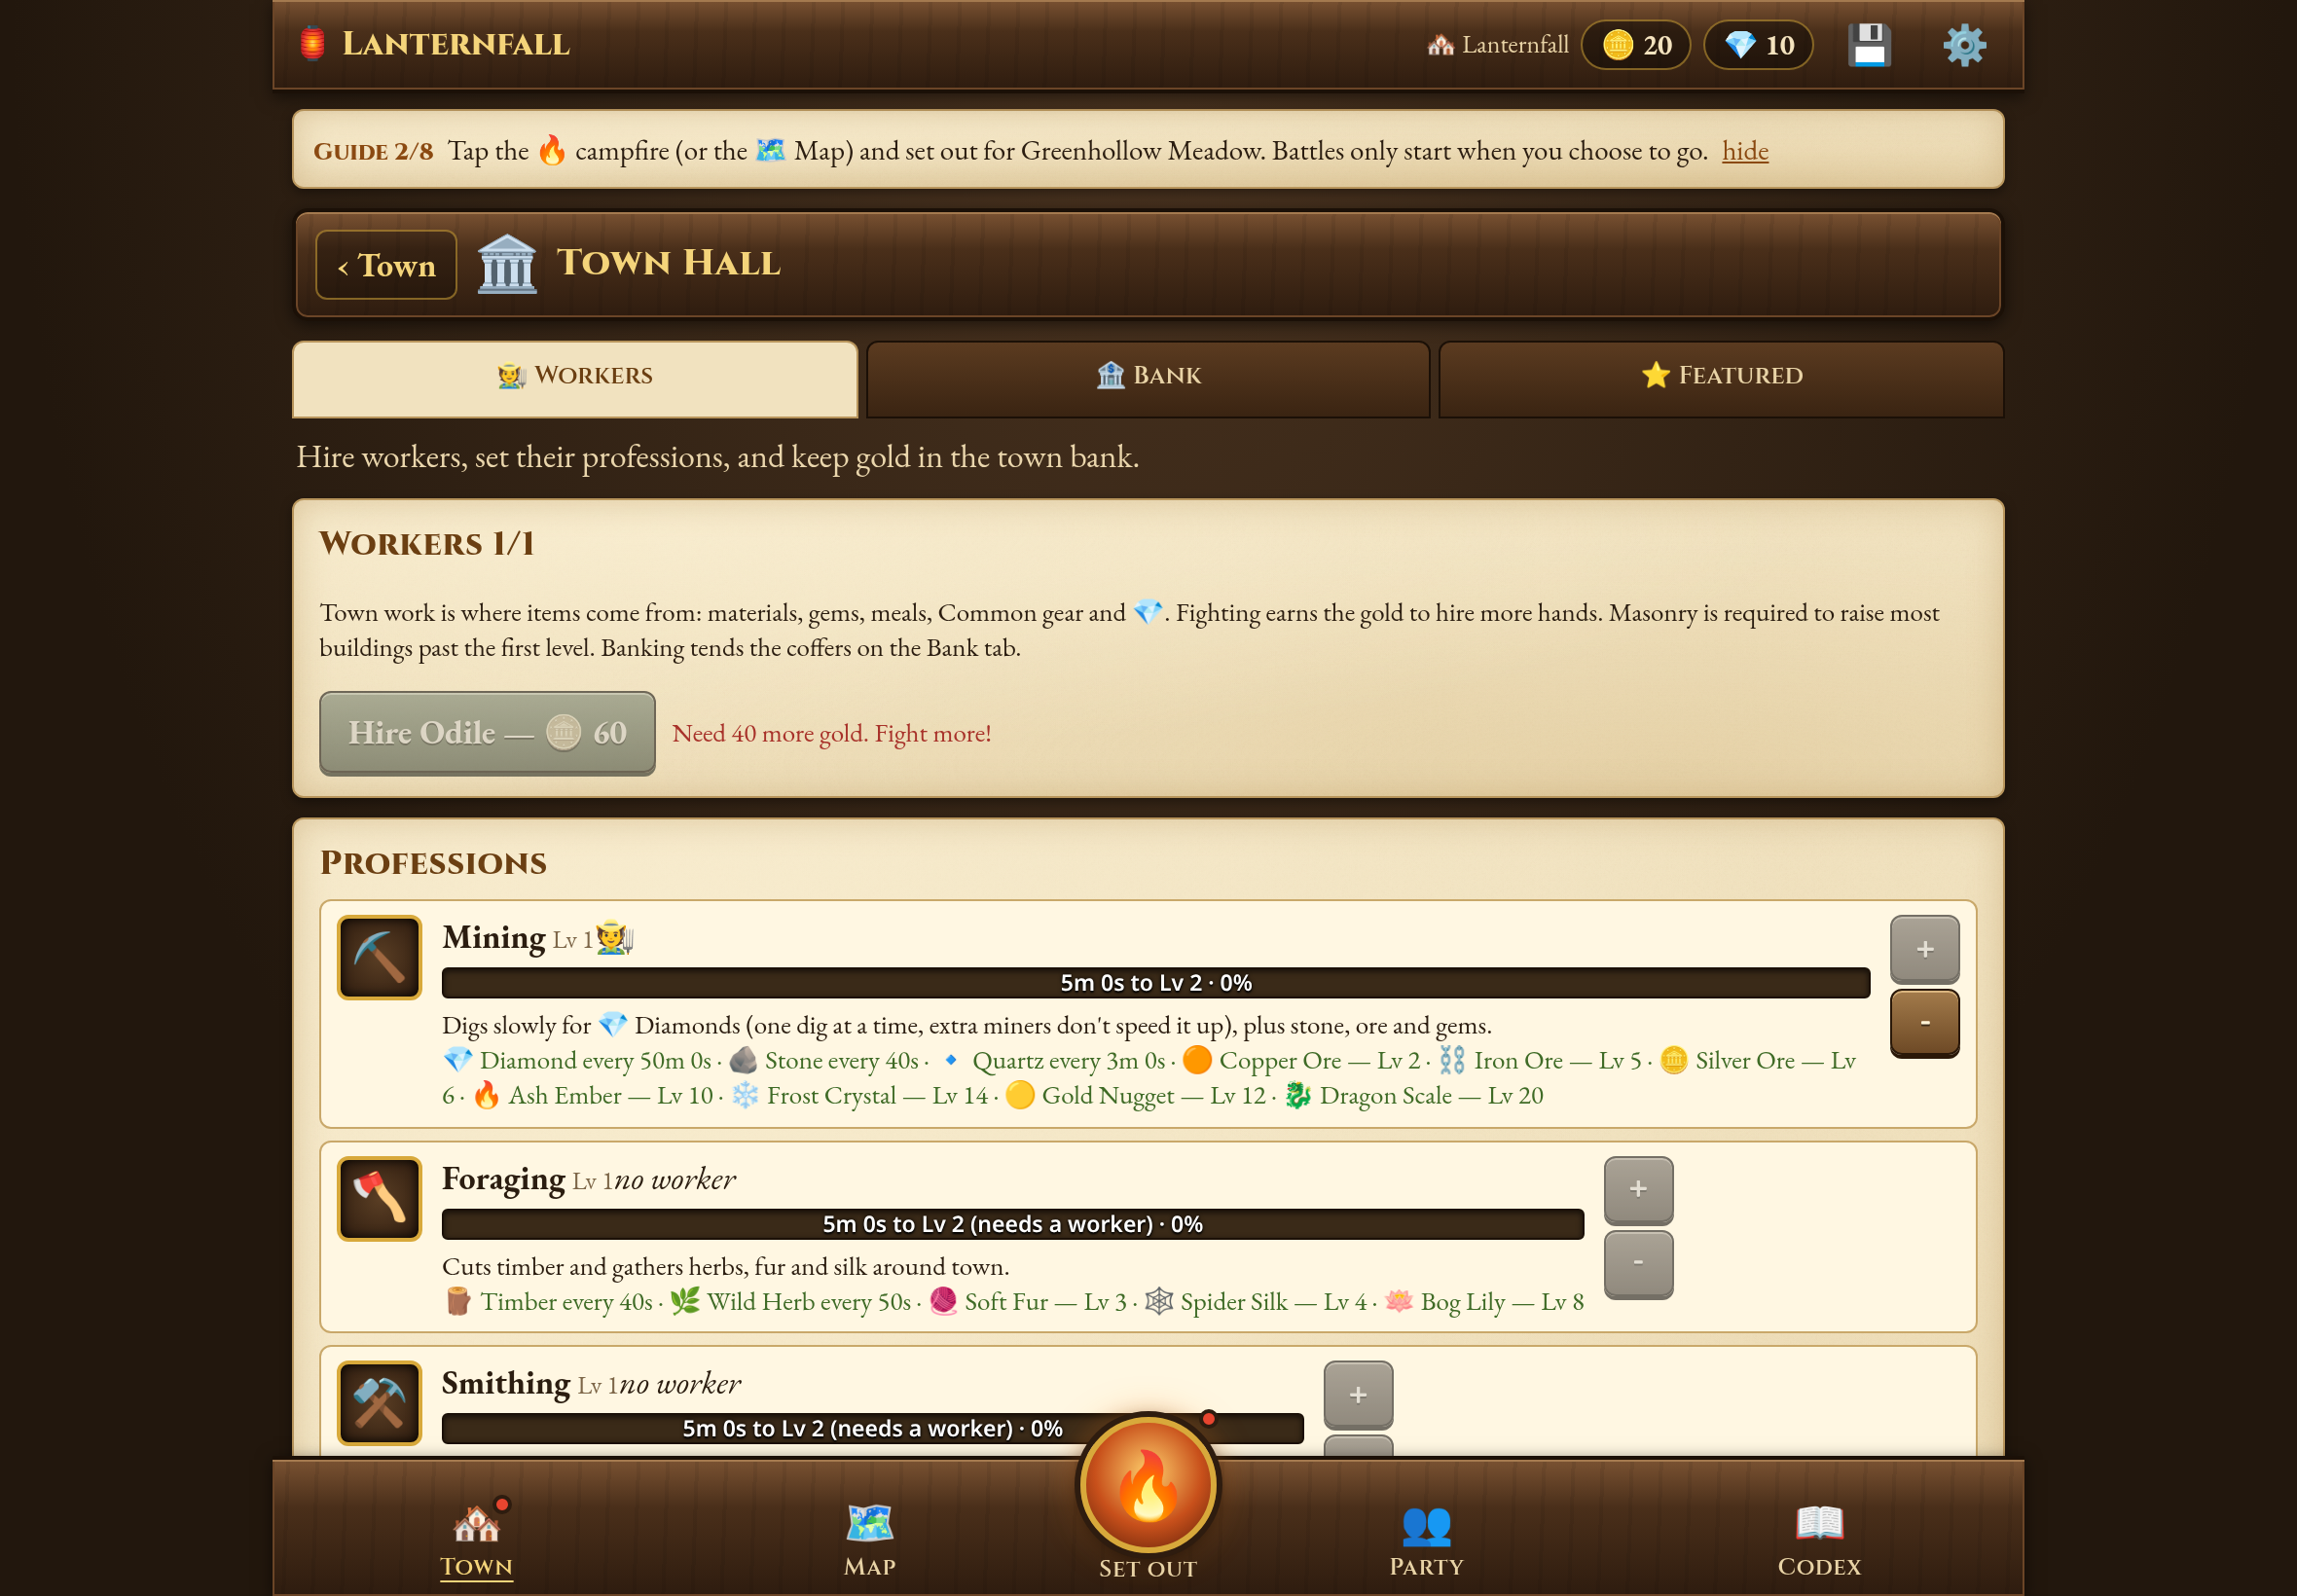 Lanternfall
Lanternfall 20 10
Guide 2/8 Tap the 🔥 campfire (or the 🗺️ Map) and set out for Greenhollow Meadow. Battles only start when you choose to go. hide
‹ Town Town Hall
Workers Bank Featured
Hire workers, set their professions, and keep gold in the town bank.
Workers 1/1
Town work is where items come from: materials, gems, meals, Common gear and 💎. Fighting earns the gold to hire more hands. Masonry is required to raise most
buildings past the first level. Banking tends the coffers on the Bank tab.
Hire Odile — 🪙 60 Need 40 more gold. Fight more!
Professions
Mining Lv 1
+
5m 0s to Lv 2 · 0%
-
Digs slowly for 💎 Diamonds (one dig at a time, extra miners don't speed it up), plus stone, ore and gems.
💎 Diamond every 50m 0s · 🪨 Stone every 40s · 🔹 Quartz every 3m 0s · 🟠 Copper Ore — Lv 2 · ⛓️ Iron Ore — Lv 5 · 🪙 Silver Ore — Lv
6 · 🔥 Ash Ember — Lv 10 · ❄️ Frost Crystal — Lv 14 · 🟡 Gold Nugget — Lv 12 · 🐉 Dragon Scale — Lv 20
Foraging Lv 1no worker
+
5m 0s to Lv 2 (needs a worker) · 0%
-
Cuts timber and gathers herbs, fur and silk around town.
🪵 Timber every 40s · 🌿 Wild Herb every 50s · 🧶 Soft Fur — Lv 3 · 🕸️ Spider Silk — Lv 4 · 🪷 Bog Lily — Lv 8
Smithing Lv 1no worker
+
5m 0s to Lv 2 (needs a worker) · 0%
Town Map Set out Party Codex